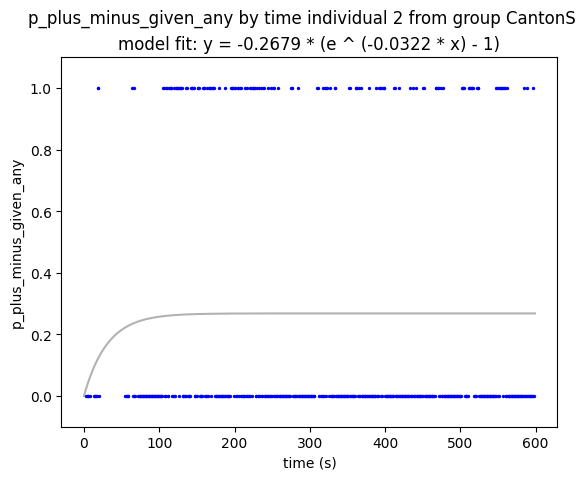 p_plus_minus_given_any by time individual 2 from group CantonS
model fit: y = -0.2679 * (e ^ (-0.0322 * x) - 1)
1.0
0.8
0.6
0.4
0.2
0.0
p_plus_minus_given_any
0 100 200 300 400 500 600
time (s)